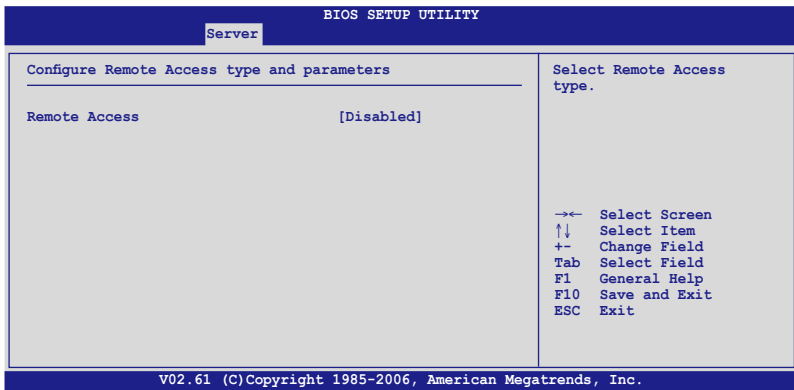 BIOS SETUP UTILITY
Server
Configure Remote Access type and parameters
Remote Access [Disabled]
Select Remote Access
type.
→← Select Screen
↑↓ Select Item
+- Change Field
Tab Select Field
F1 General Help
F10 Save and Exit
ESC Exit
V02.61 (C)Copyright 1985-2006, American Megatrends, Inc.